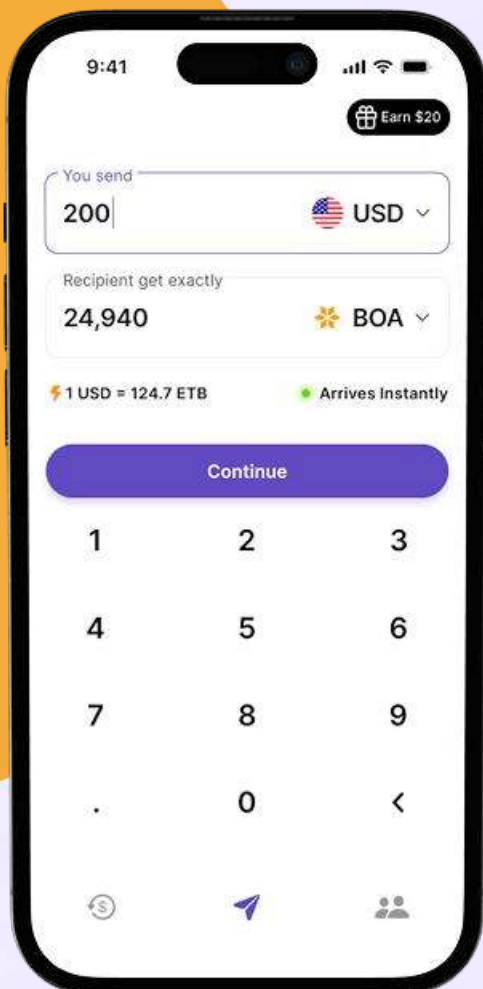 9:41
Earn $20
You send
200 USD
Recipient get exactly
24,940 BOA
1 USD = 124.7 ETB Arrives Instantly
Continue
1 2 3
4 5 6
7 8 9
. 0 <
$